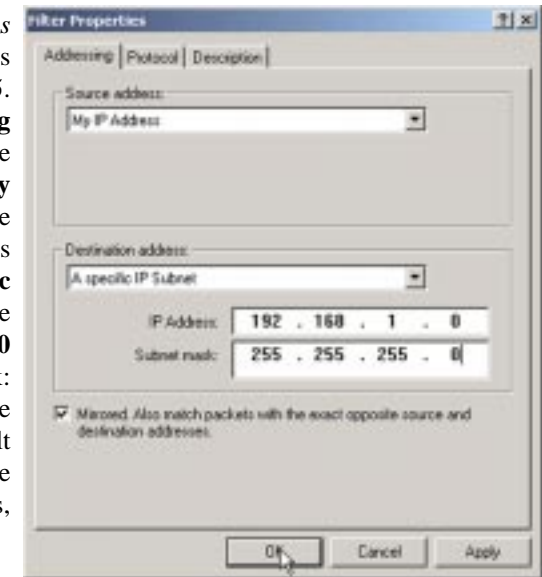 Filter Properties
Addressing Protocol Description
Source address:
My IP Address
Destination address:
A specific IP Subnet
IP Address: 192 . 168 . 1 . 0
Subnet mask: 255 . 255 . 255 . 0
Mirrored. Also match packets with the exact opposite source and
destination addresses.
OK Cancel Apply